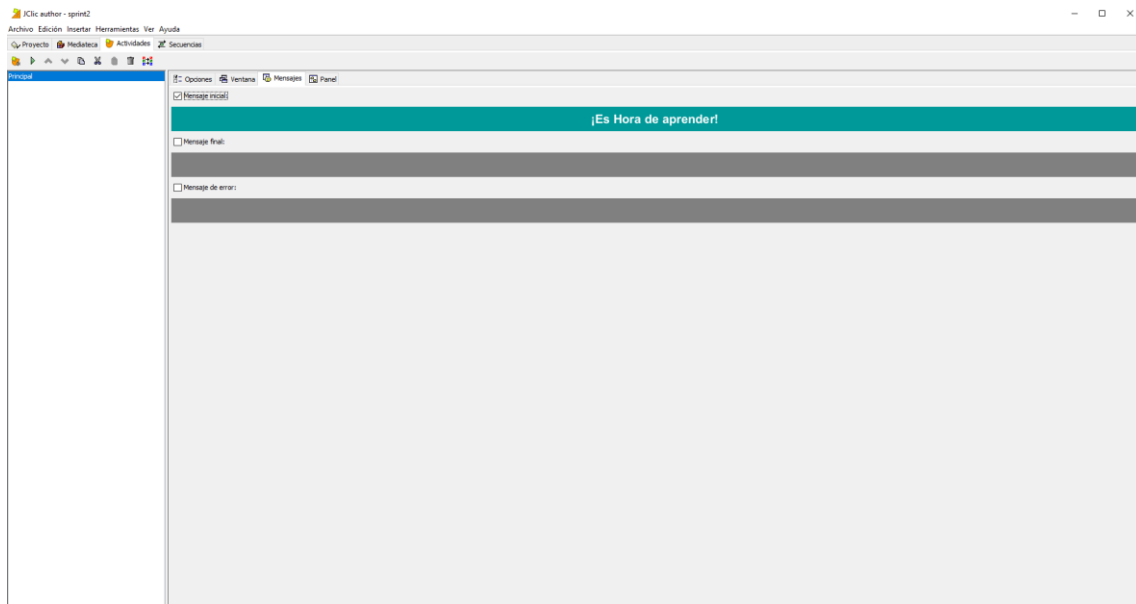 JClic author - sprint2
Archivo Edición Insertar Herramientas Ver Ayuda
Proyecto Mediateca Actividades Secuencias
Principal
Opciones Ventana Mensajes Panel
Mensaje inicial:
¡Es Hora de aprender!
Mensaje final:
Mensaje de error: